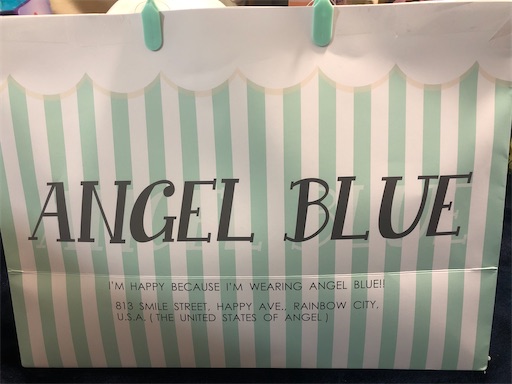 ANGEL BLUE
I'M HAPPY BECAUSE I'M WEARING ANGEL BLUE!!
813 SMILE STREET, HAPPY AVE., RAINBOW CITY,
U.S.A. ( THE UNITED STATES OF ANGEL )